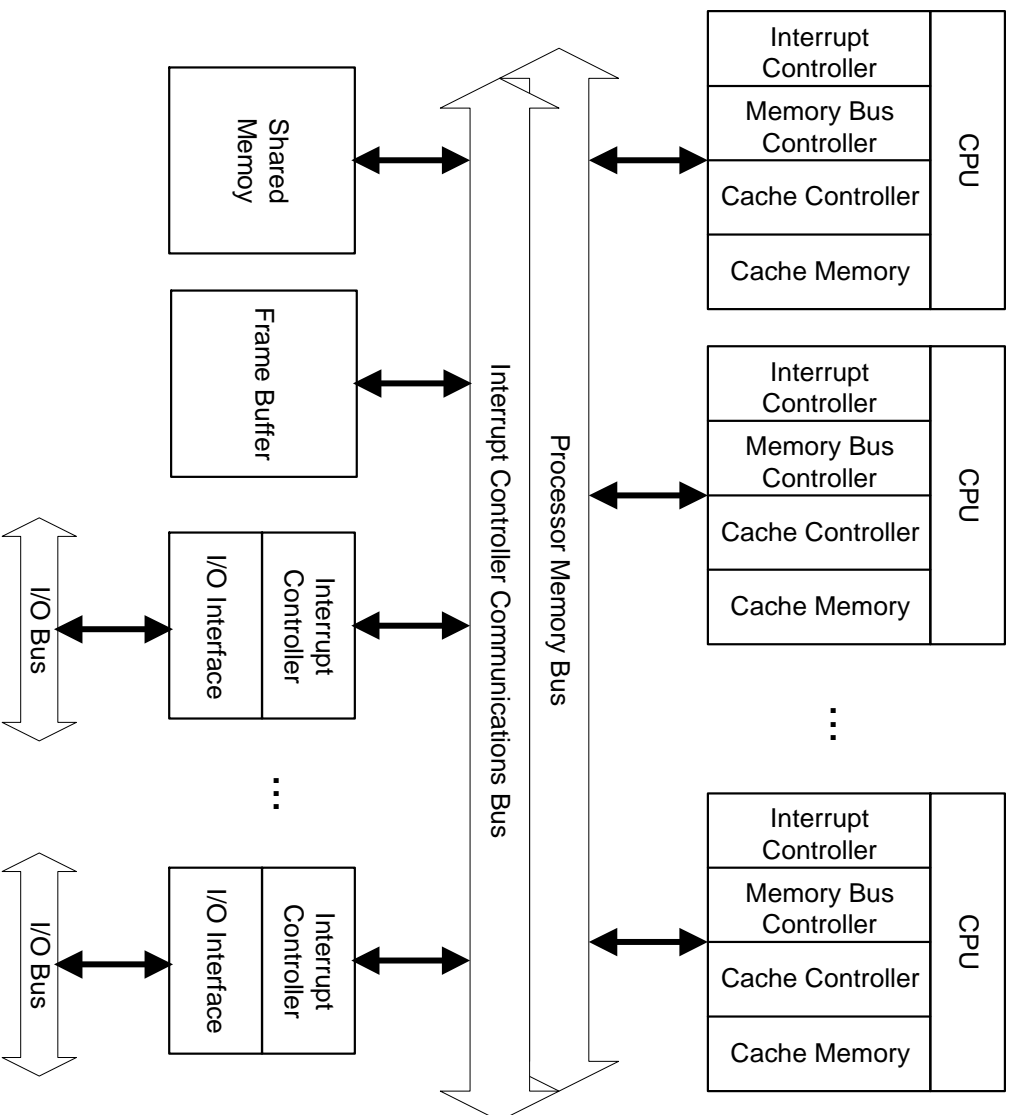 Interrupt
Controller
Memory Bus
Controller
Cache Controller
Cache Memory
CPU
Interrupt
Controller
Memory Bus
Controller
Cache Controller
Cache Memory
CPU
...
Interrupt
Controller
Memory Bus
Controller
Cache Controller
Cache Memory
CPU
Processor Memory Bus
Interrupt Controller Communications Bus
Shared
Memoy
Frame Buffer
Interrupt
Controller
I/O Interface
I/O Bus
...
Interrupt
Controller
I/O Interface
I/O Bus